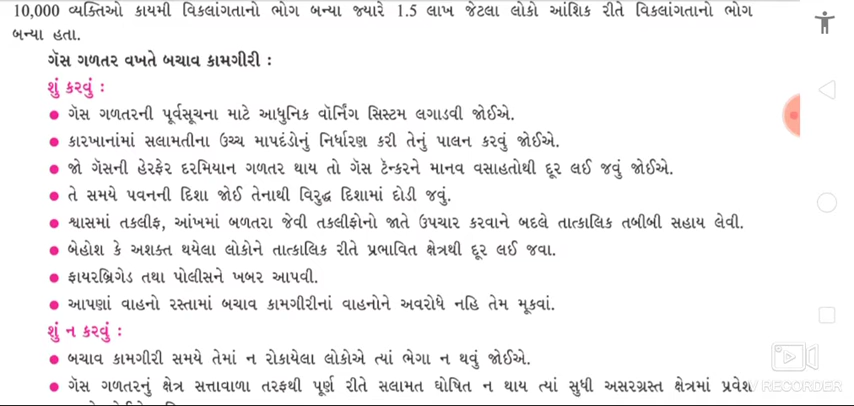 10,000 વ્યક્તિઓ કાયમી વિકલાંગતાનો ભોગ બન્યા જ્યારે 1.5 લાખ જેટલા લોકો આંશિક રીતે વિકલાંગતાનો ભોગ
બન્યા હતા.
ગૅસ ગળતર વખતે બચાવ કામગીરી :
શું કરવું :
● ગૅસ ગળતરની પૂર્વસૂચના માટે આધુનિક વૉર્નિંગ સિસ્ટમ લગાડવી જોઈએ.
● કારખાનાંમાં સલામતીના ઉચ્ચ માપદંડોનું નિર્ધારણ કરી તેનું પાલન કરવું જોઈએ.
● જો ગૅસની હેરફેર દરમિયાન ગળતર થાય તો ગૅસ ટૅન્કરને માનવ વસાહતોથી દૂર લઈ જવું જોઈએ.
● તે સમયે પવનની દિશા જોઈ તેનાથી વિરુદ્ધ દિશામાં દોડી જવું.
● શ્વાસમાં તકલીફ, આંખમાં બળતરા જેવી તકલીફોનો જાતે ઉપચાર કરવાને બદલે તાત્કાલિક તબીબી સહાય લેવી.
● બેહોશ કે અશક્ત થયેલા લોકોને તાત્કાલિક રીતે પ્રભાવિત ક્ષેત્રથી દૂર લઈ જવા.
● ફાયરબ્રિગેડ તથા પોલીસને ખબર આપવી.
● આપણાં વાહનો રસ્તામાં બચાવ કામગીરીનાં વાહનોને અવરોધે નહિ તેમ મૂકવાં.
શું ન કરવું :
● બચાવ કામગીરી સમયે તેમાં ન રોકાયેલા લોકોએ ત્યાં ભેગા ન થવું જોઈએ.
● ગૅસ ગળતરનું ક્ષેત્ર સત્તાવાળા તરફથી પૂર્ણ રીતે સલામત ઘોષિત ન થાય ત્યાં સુધી અસરગ્રસ્ત ક્ષેત્રમાં પ્રવેશ
RECORDER